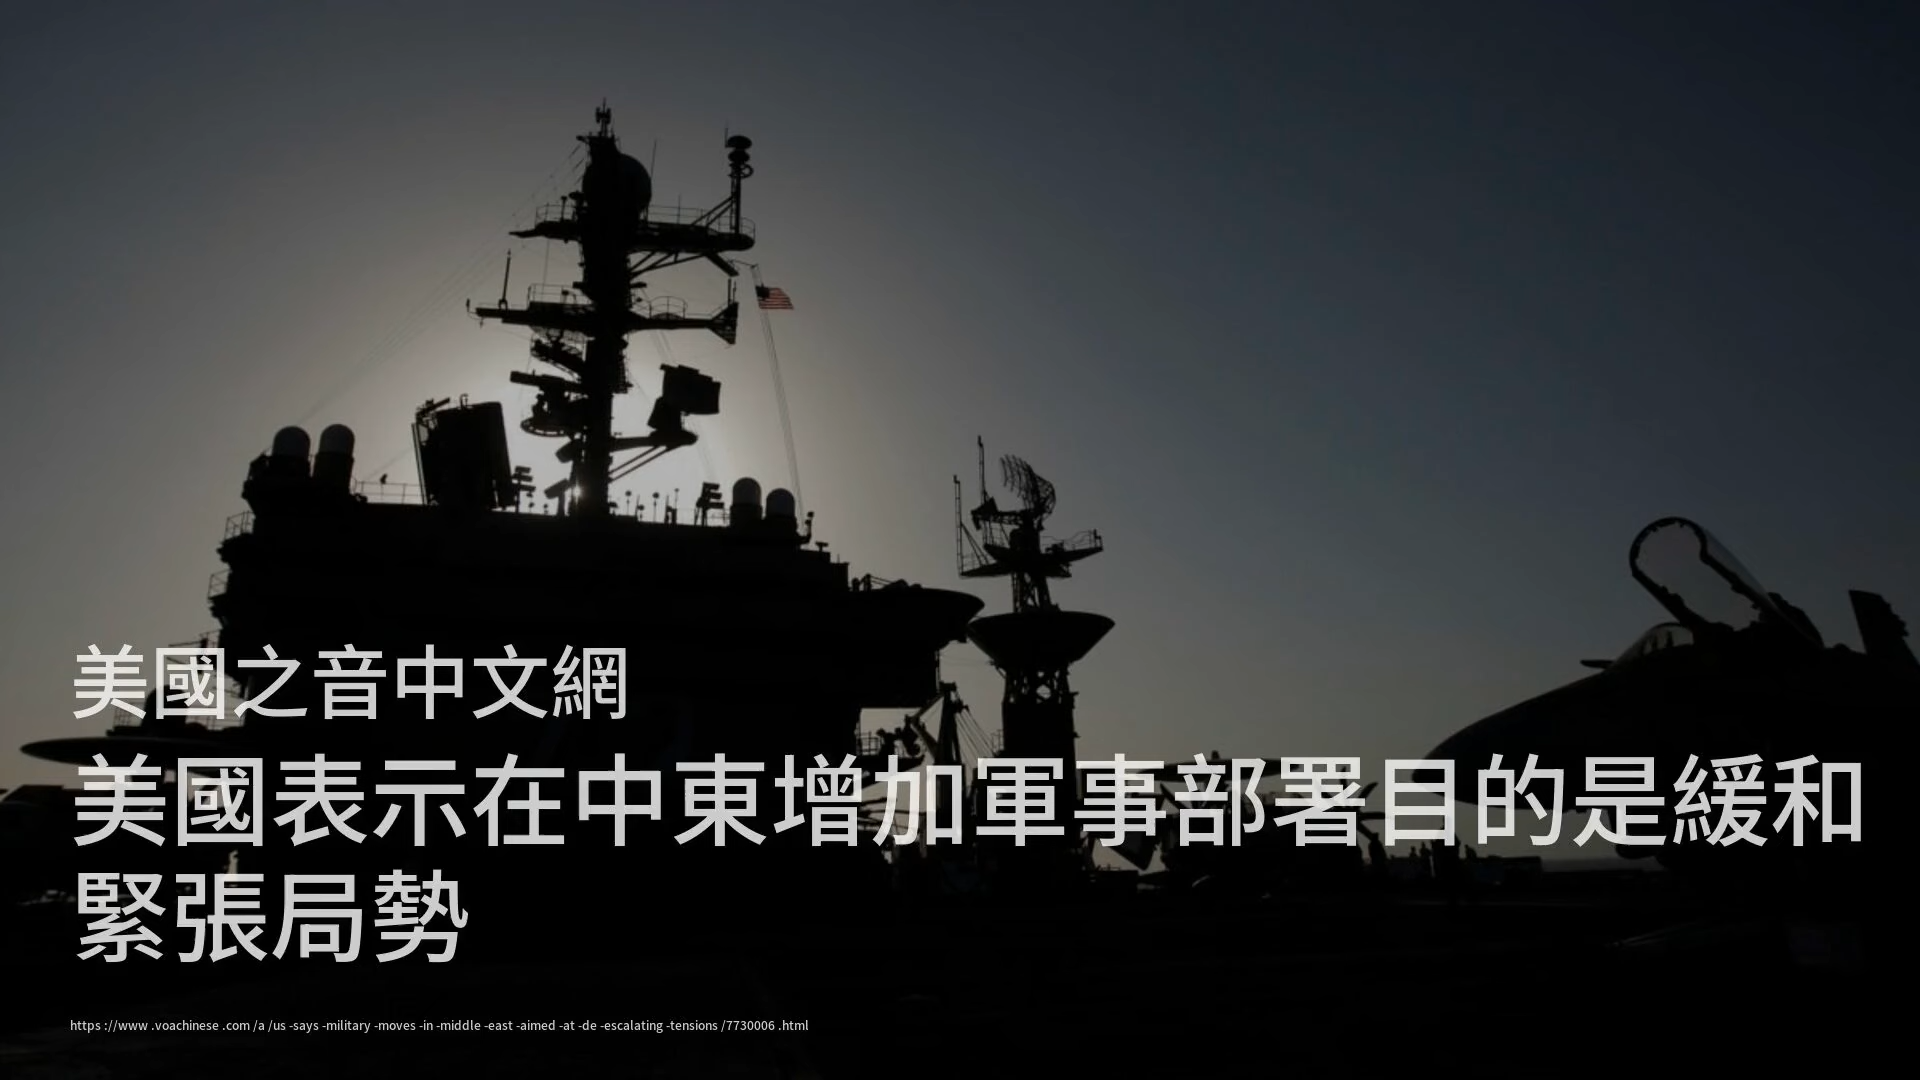 美國之音中文網
美國表示在中東增加軍事部署目的是緩和
緊張局勢
https ://www .voachinese .com /a /us -says -military -moves -in -middle -east -aimed -at -de -escalating -tensions /7730006 .html